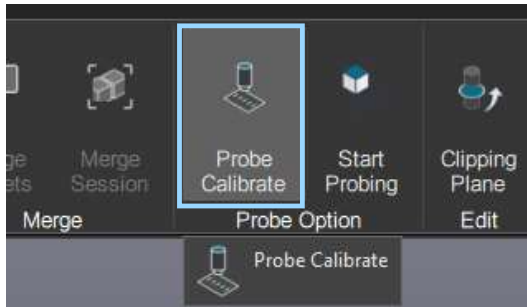 Merge
Session
Probe
Calibrate
Start
Probing
Clipping
Plane
Merge
Probe Option
Edit
Probe Calibrate